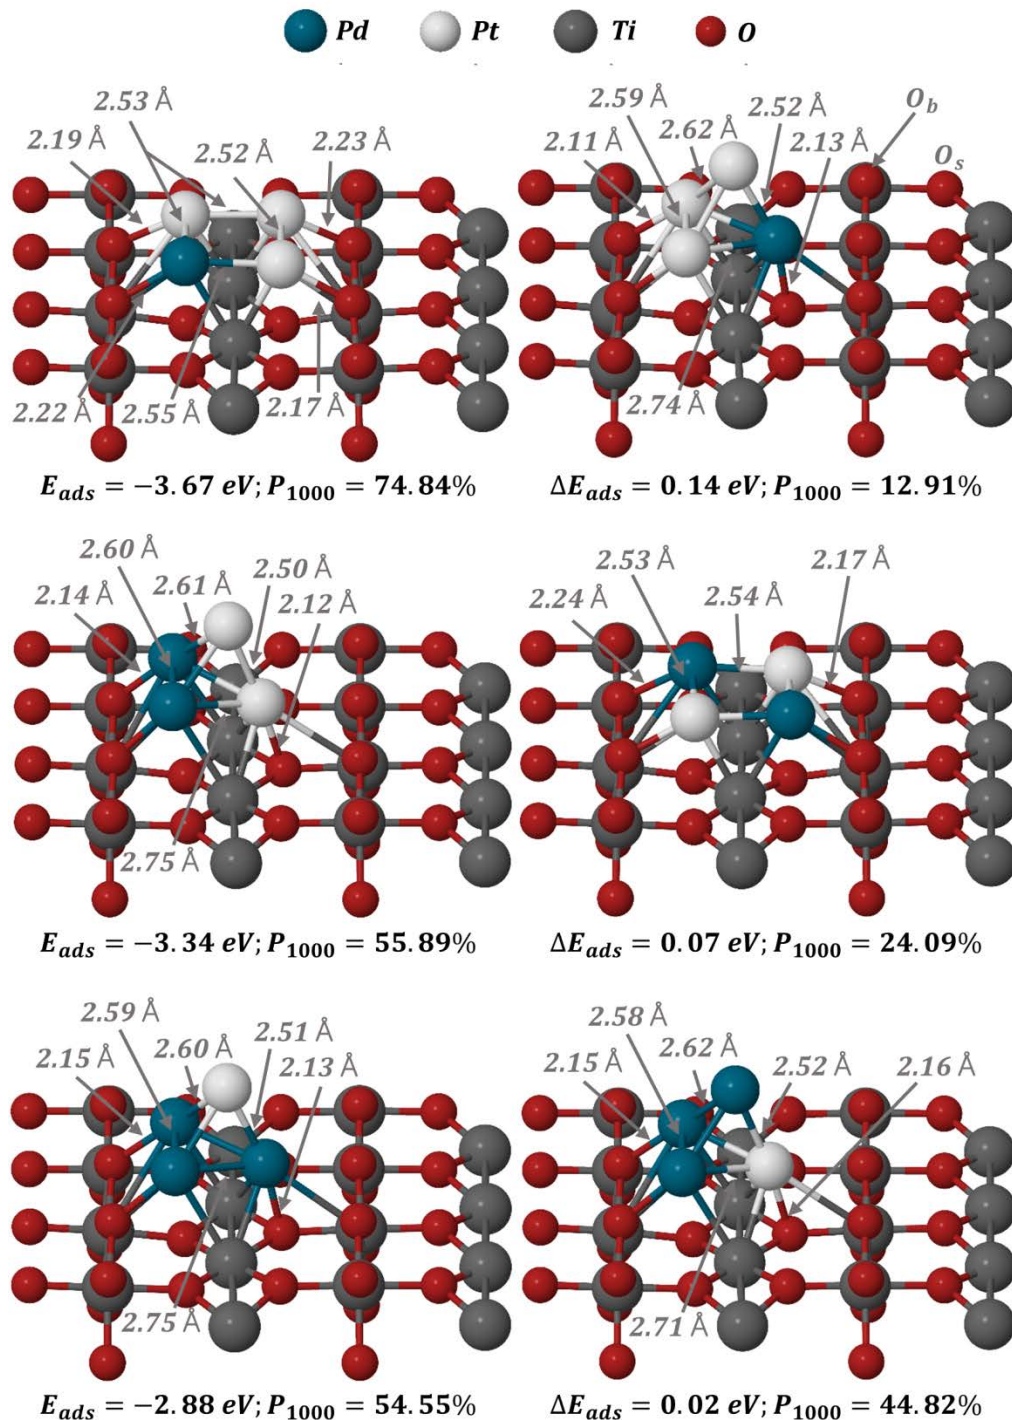 Pd Pt Ti O
2.53 Å
2.19 Å
2.52 Å
2.23 Å
2.22 Å
2.55 Å
2.17 Å
E_ads = −3.67 eV; P_1000 = 74.84%
2.59 Å
2.62 Å
2.52 Å
O_b
2.11 Å
2.13 Å
O_s
2.74 Å
ΔE_ads = 0.14 eV; P_1000 = 12.91%
2.60 Å
2.61 Å
2.50 Å
2.14 Å
2.12 Å
2.75 Å
E_ads = −3.34 eV; P_1000 = 55.89%
2.53 Å
2.17 Å
2.24 Å
2.54 Å
ΔE_ads = 0.07 eV; P_1000 = 24.09%
2.59 Å
2.51 Å
2.15 Å
2.60 Å
2.13 Å
2.75 Å
E_ads = −2.88 eV; P_1000 = 54.55%
2.58 Å
2.15 Å
2.62 Å
2.52 Å
2.16 Å
2.71 Å
ΔE_ads = 0.02 eV; P_1000 = 44.82%